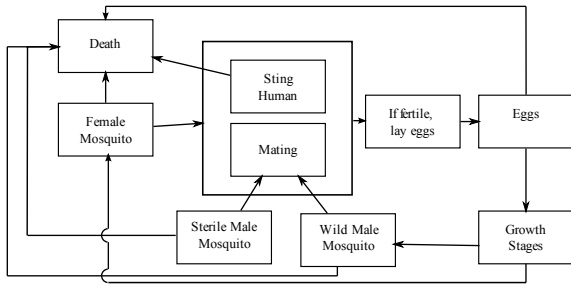 Death
Sting
Human
Female
Mosquito
If fertile,
lay eggs
Eggs
Mating
Sterile Male
Mosquito
Wild Male
Mosquito
Growth
Stages